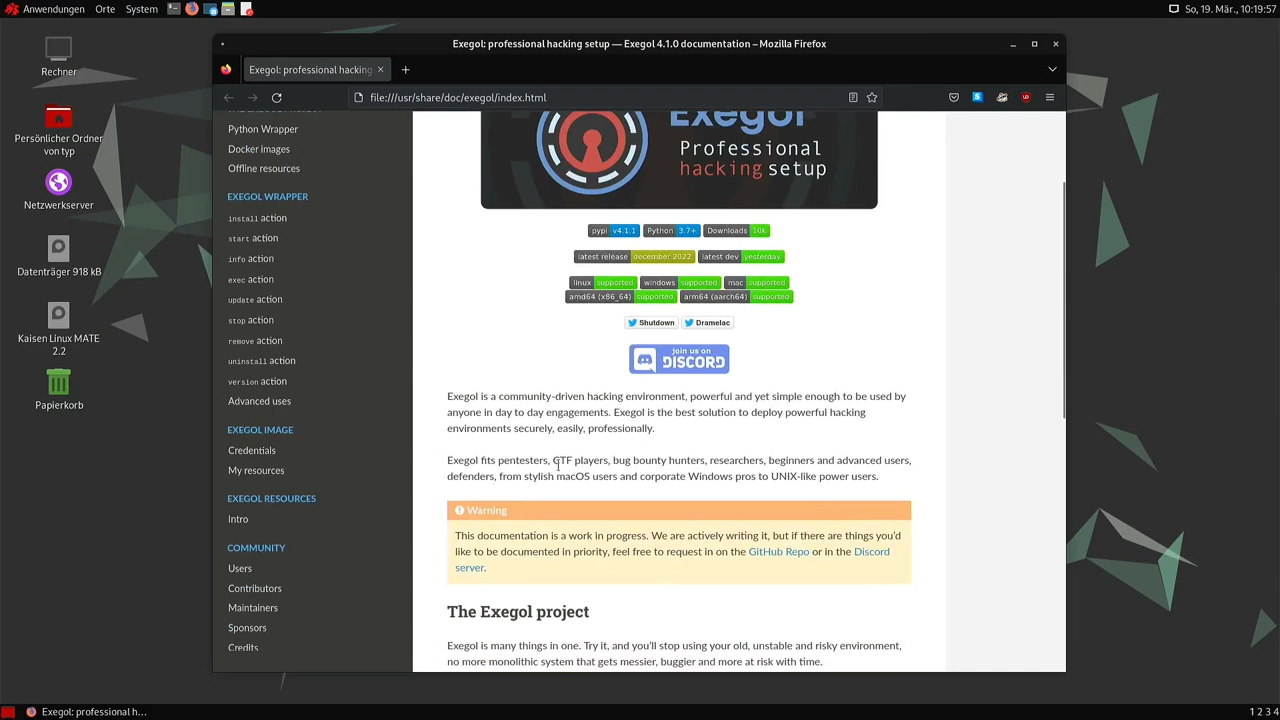 Anwendungen Orte System
So, 19. Mär., 10:19:57
Rechner
Persönlicher Ordner
von typ
Netzwerkserver
Datenträger 918 kB
Kaisen Linux MATE
2.2
Papierkorb
Exegol: professional hacking setup — Exegol 4.1.0 documentation – Mozilla Firefox
Exegol: professional hacking
file:///usr/share/doc/exegol/index.html
Python Wrapper
Docker images
Offline resources
EXEGOL WRAPPER
install action
start action
info action
exec action
update action
stop action
remove action
uninstall action
version action
Advanced uses
EXEGOL IMAGE
Credentials
My resources
EXEGOL RESOURCES
Intro
COMMUNITY
Users
Contributors
Maintainers
Sponsors
Credits
Exegol
Professional
hacking setup
pypi v4.1.1 Python 3.7+ Downloads 10k
latest release december 2022 latest dev yesterday
linux supported windows supported mac supported
amd64 (x86_64) supported arm64 (aarch64) supported
Shutdown Dramelac
join us on
DISCORD
Exegol is a community-driven hacking environment, powerful and yet simple enough to be used by
anyone in day to day engagements. Exegol is the best solution to deploy powerful hacking
environments securely, easily, professionally.
Exegol fits pentesters, CTF players, bug bounty hunters, researchers, beginners and advanced users,
defenders, from stylish macOS users and corporate Windows pros to UNIX-like power users.
Warning
This documentation is a work in progress. We are actively writing it, but if there are things you'd
like to be documented in priority, feel free to request in on the GitHub Repo or in the Discord
server.
The Exegol project
Exegol is many things in one. Try it, and you'll stop using your old, unstable and risky environment,
no more monolithic system that gets messier, buggier and more at risk with time.
Exegol: professional h...
1 2 3 4